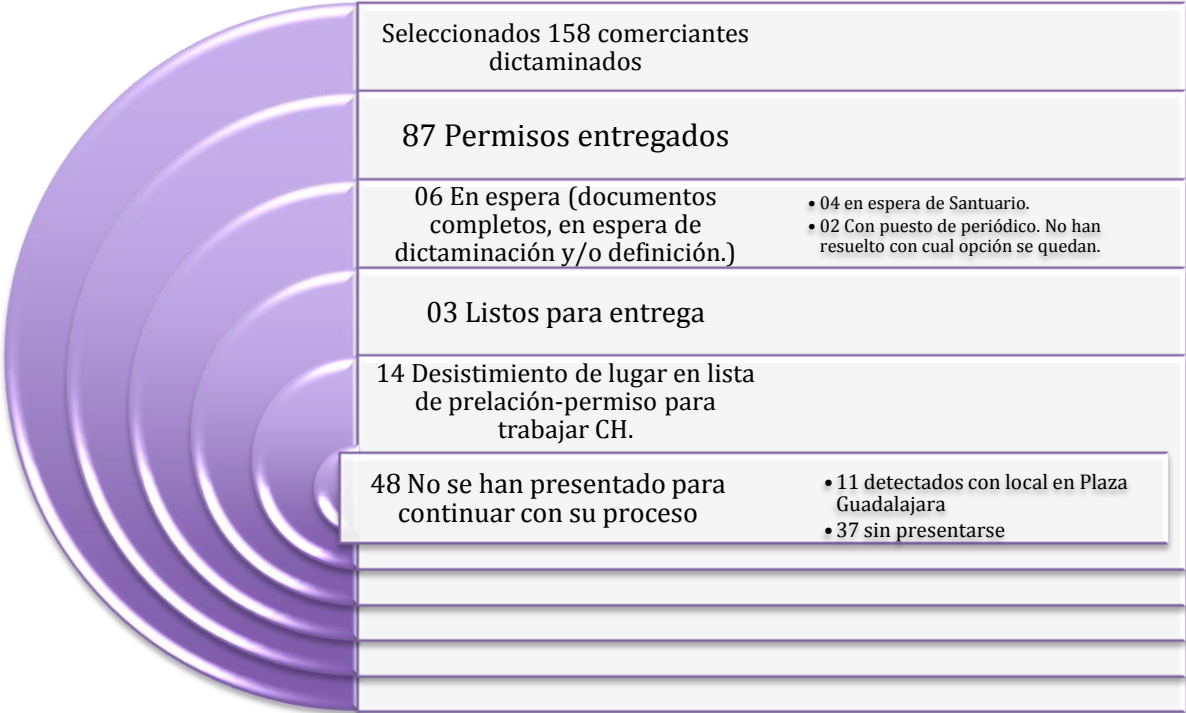 Seleccionados 158 comerciantes
dictaminados
87 Permisos entregados
06 En espera (documentos
completos, en espera de
dictaminación y/o definición.)
• 04 en espera de Santuario.
• 02 Con puesto de periódico. No han
resuelto con cual opción se quedan.
03 Listos para entrega
14 Desistimiento de lugar en lista
de prelación-permiso para
trabajar CH.
48 No se han presentado para
continuar con su proceso
• 11 detectados con local en Plaza
Guadalajara
• 37 sin presentarse